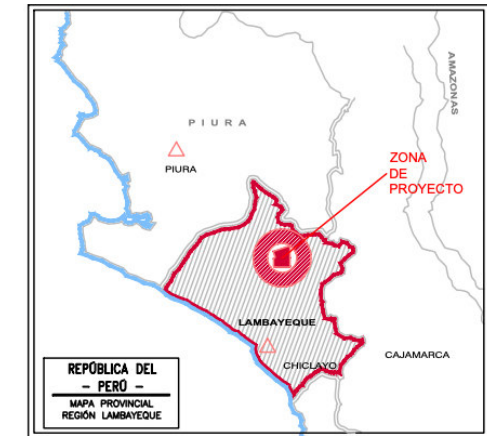 AMAZONAS
PIURA
PIURA
ZONA
DE
PROYECTO
LAMBAYEQUE
CHICLAYO
CAJAMARCA
REPÚBLICA DEL
- PERÚ -
MAPA PROVINCIAL
REGIÓN LAMBAYEQUE